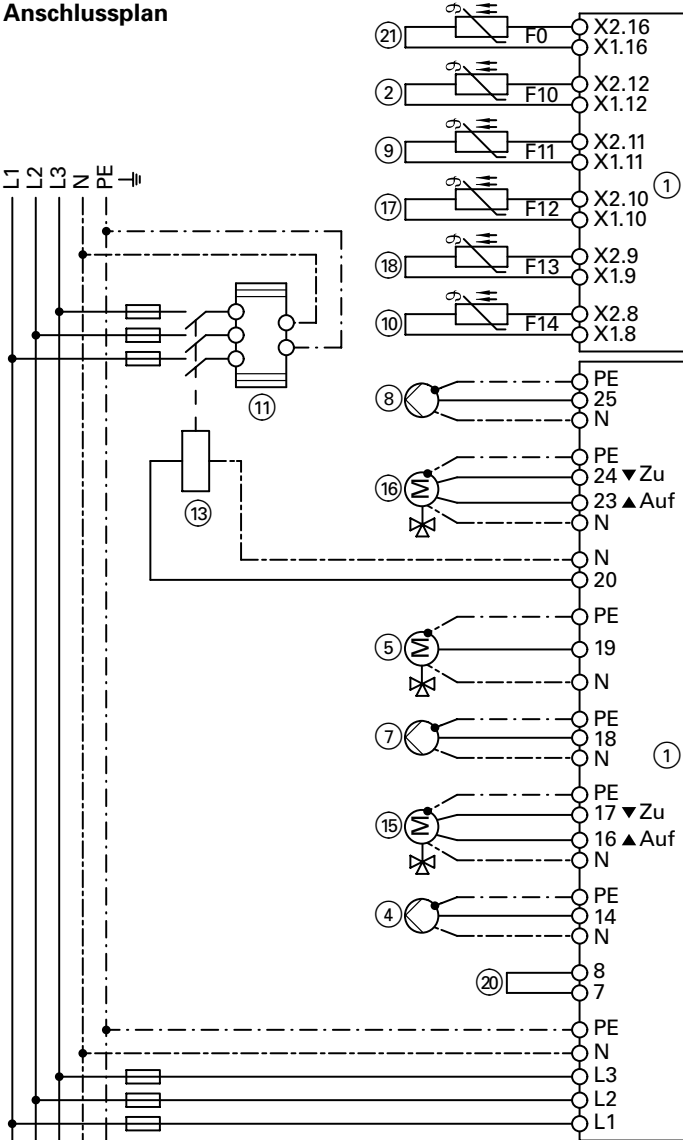 Anschlussplan
21 F0 X2.16
X1.16
2 F10 X2.12
X1.12
9 F11 X2.11
X1.11
1
17 F12 X2.10
X1.10
18 F13 X2.9
X1.9
10 F14 X2.8
X1.8
L1 L2 L3 N PE
11
13
8 PE
25
N
16 M PE
24 ▼ Zu
23 ▲ Auf
N
N
20
5 M PE
19
N
7 PE
18
N
1
15 M PE
17 ▼ Zu
16 ▲ Auf
N
4 PE
14
N
20 8
7
PE
N
L3
L2
L1